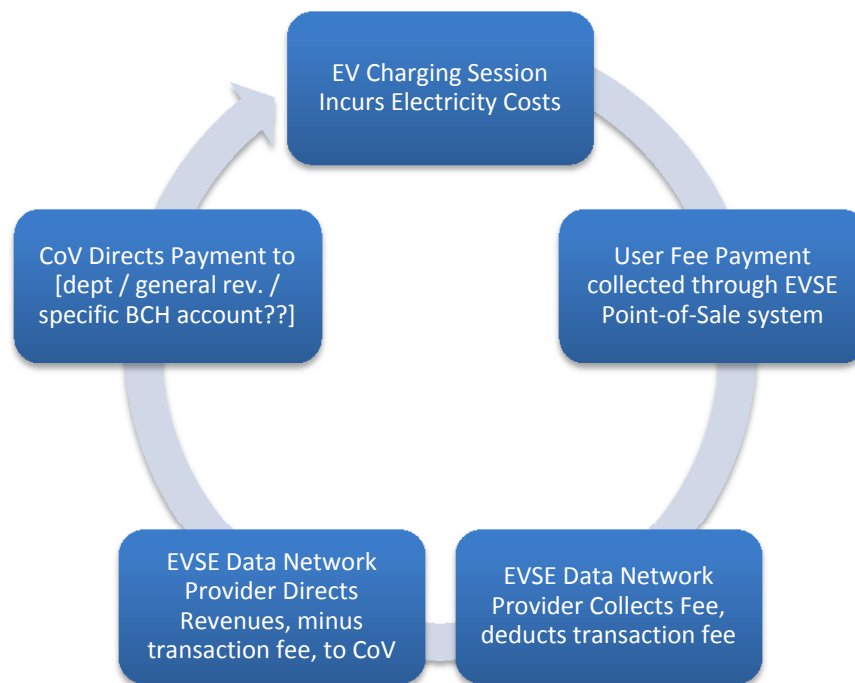 EV Charging Session
Incurs Electricity Costs
User Fee Payment
collected through EVSE
Point-of-Sale system
EVSE Data Network
Provider Collects Fee,
deducts transaction fee
EVSE Data Network
Provider Directs
Revenues, minus
transaction fee, to CoV
CoV Directs Payment to
[dept / general rev. /
specific BCH account??]